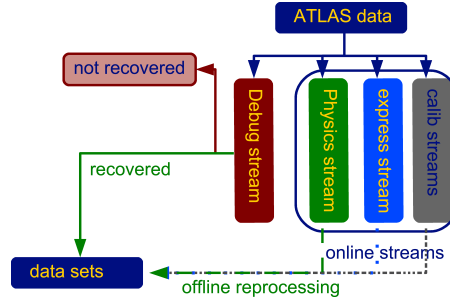 ATLAS data
not recovered
Debug stream
Physics stream
express stream
calib streams
recovered
online streams
data sets
offline reprocessing